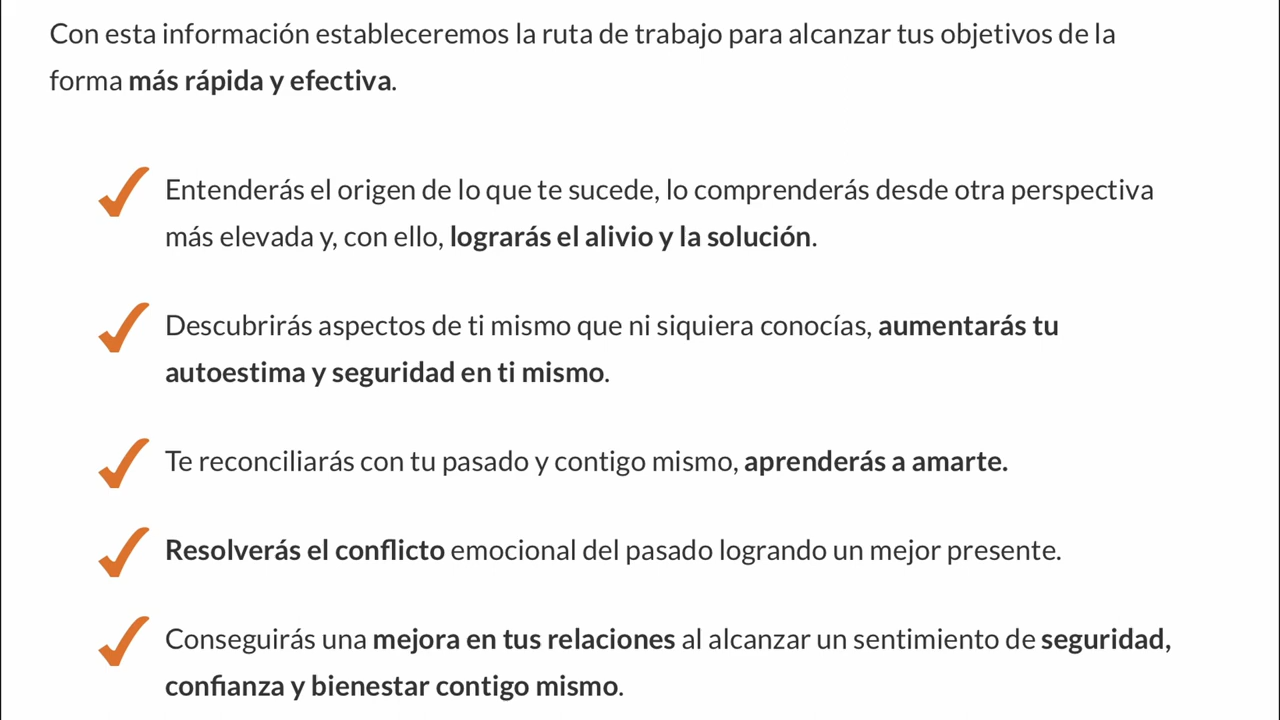 Con esta información estableceremos la ruta de trabajo para alcanzar tus objetivos de la
forma más rápida y efectiva.
Entenderás el origen de lo que te sucede, lo comprenderás desde otra perspectiva
más elevada y, con ello, lograrás el alivio y la solución.
Descubrirás aspectos de ti mismo que ni siquiera conocías, aumentarás tu
autoestima y seguridad en ti mismo.
Te reconciliarás con tu pasado y contigo mismo, aprenderás a amarte.
Resolverás el conflicto emocional del pasado logrando un mejor presente.
Conseguirás una mejora en tus relaciones al alcanzar un sentimiento de seguridad,
confianza y bienestar contigo mismo.